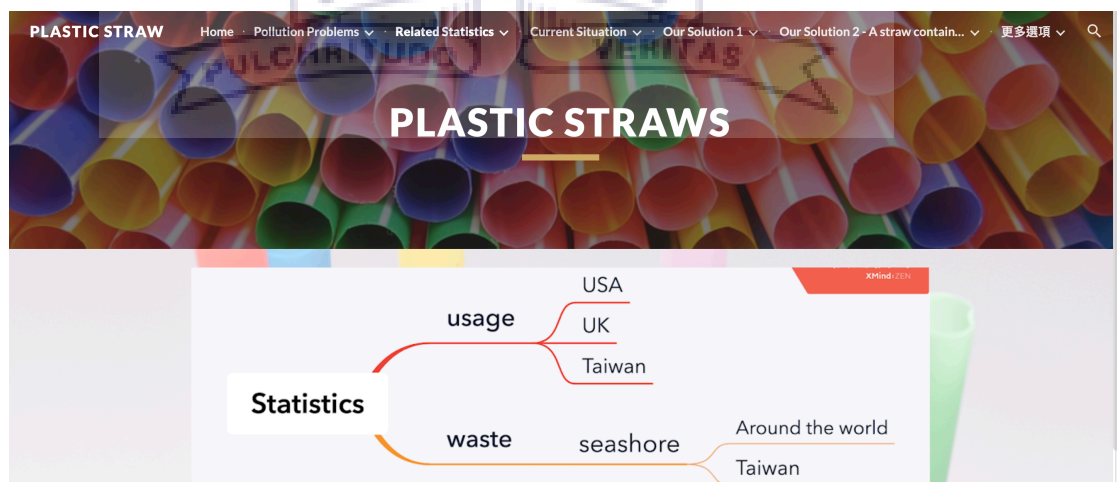 PLASTIC STRAW
Home · Pollution Problems · Related Statistics · Current Situation · Our Solution 1 · Our Solution 2 - A straw contain... · 更多選項
PULCHRITUDO VERITAS
PLASTIC STRAWS
XMind:ZEN
USA
usage
UK
Taiwan
Statistics
waste
seashore
Around the world
Taiwan